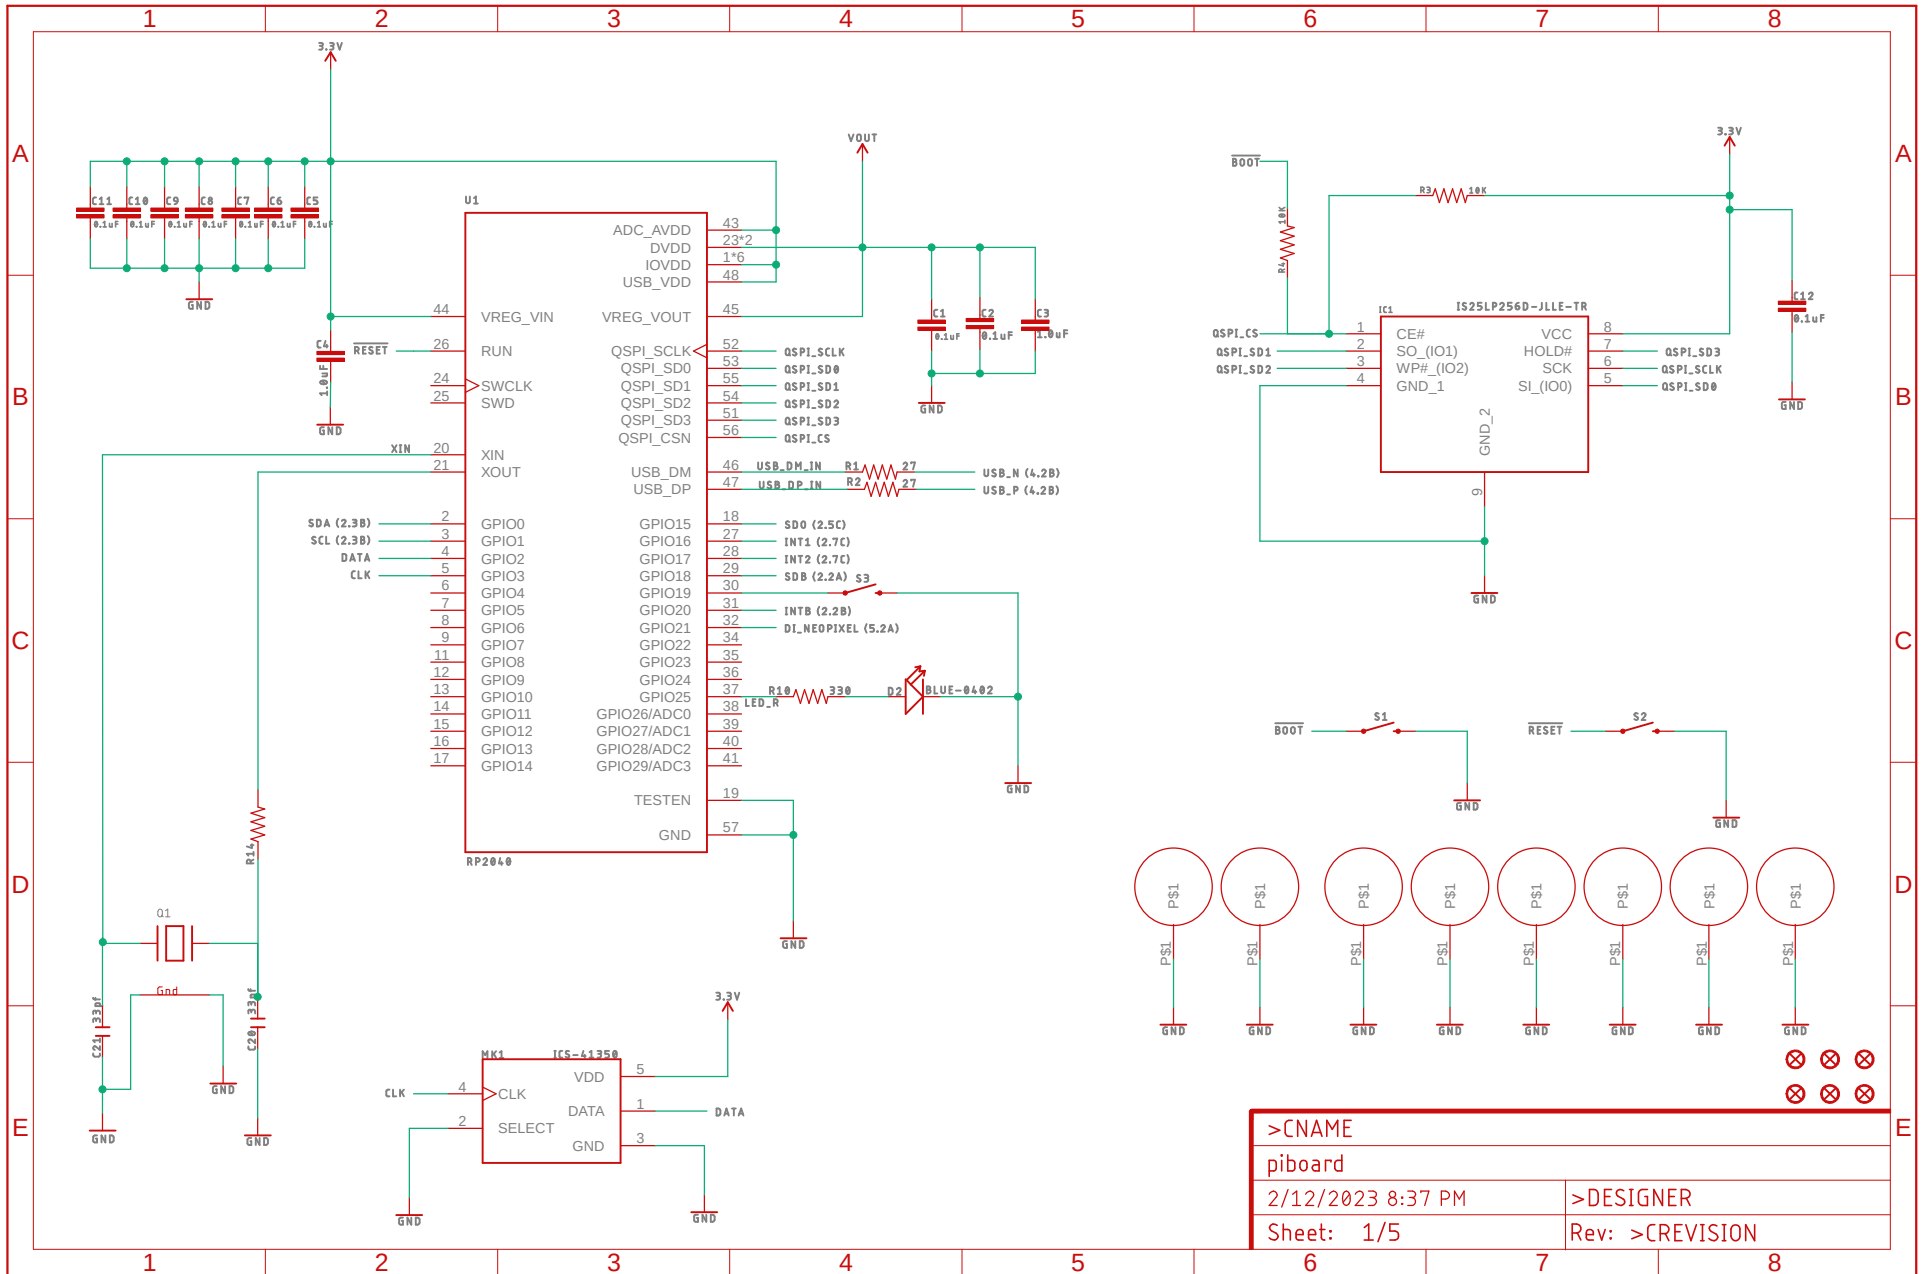 1 2 3 4 5 6 7 8
A A
B B
C C
D D
E E
3.3V
C11 C10 C9 C8 C7 C6 C5
0.1uF 0.1uF 0.1uF 0.1uF 0.1uF 0.1uF 0.1uF
GND
C4
1.0uF
GND
RESET
XIN
SDA (2.3B)
SCL (2.3B)
DATA
CLK
U1
44 VREG_VIN
26 RUN
24 SWCLK
25 SWD
20 XIN
21 XOUT
2 GPIO0
3 GPIO1
4 GPIO2
5 GPIO3
6 GPIO4
7 GPIO5
8 GPIO6
9 GPIO7
11 GPIO8
12 GPIO9
13 GPIO10
14 GPIO11
15 GPIO12
16 GPIO13
17 GPIO14
ADC_AVDD 43
DVDD 23*2
IOVDD 1*6
USB_VDD 48
VREG_VOUT 45
QSPI_SCLK 52 QSPI_SCLK
QSPI_SD0 53 QSPI_SD0
QSPI_SD1 55 QSPI_SD1
QSPI_SD2 54 QSPI_SD2
QSPI_SD3 51 QSPI_SD3
QSPI_CSN 56 QSPI_CS
USB_DM 46 USB_DM_IN R1 27 USB_N (4.2B)
USB_DP 47 USB_DP_IN R2 27 USB_P (4.2B)
GPIO15 18 SDO (2.5C)
GPIO16 27 INT1 (2.7C)
GPIO17 28 INT2 (2.7C)
GPIO18 29 SDB (2.2A)
GPIO19 30 S3
GPIO20 31 INTB (2.2B)
GPIO21 32 DI_NEOPIXEL (5.2A)
GPIO22 34
GPIO23 35
GPIO24 36
GPIO25 37 LED_R R10 330 D2 BLUE-0402
GPIO26/ADC0 38
GPIO27/ADC1 39
GPIO28/ADC2 40
GPIO29/ADC3 41
TESTEN 19
GND 57
RP2040
GND
GND
VOUT
C1 C2 C3
0.1uF 0.1uF 1.0uF
GND
BOOT
R4 10K
R3 10K
3.3V
IC1 IS25LP256D-JLLE-TR
QSPI_CS 1 CE#
QSPI_SD1 2 SO_(IO1)
QSPI_SD2 3 WP#_(IO2)
4 GND_1
VCC 8
HOLD# 7 QSPI_SD3
SCK 6 QSPI_SCLK
SI_(IO0) 5 QSPI_SD0
GND_2
9
GND
C12
0.1uF
GND
BOOT S1
GND
RESET S2
GND
P$1 P$1 P$1 P$1 P$1 P$1 P$1 P$1
P$1 P$1 P$1 P$1 P$1 P$1 P$1 P$1
GND GND GND GND GND GND GND GND
R14
Q1
Gnd
C21 33pf
C20 33pf
GND
GND
GND
MK1 ICS-41350
CLK 4 CLK
2 SELECT
VDD 5
DATA 1 DATA
GND 3
3.3V
GND
GND
>CNAME
piboard
2/12/2023 8:37 PM >DESIGNER
Sheet: 1/5 Rev: >CREVISION
1 2 3 4 5 6 7 8